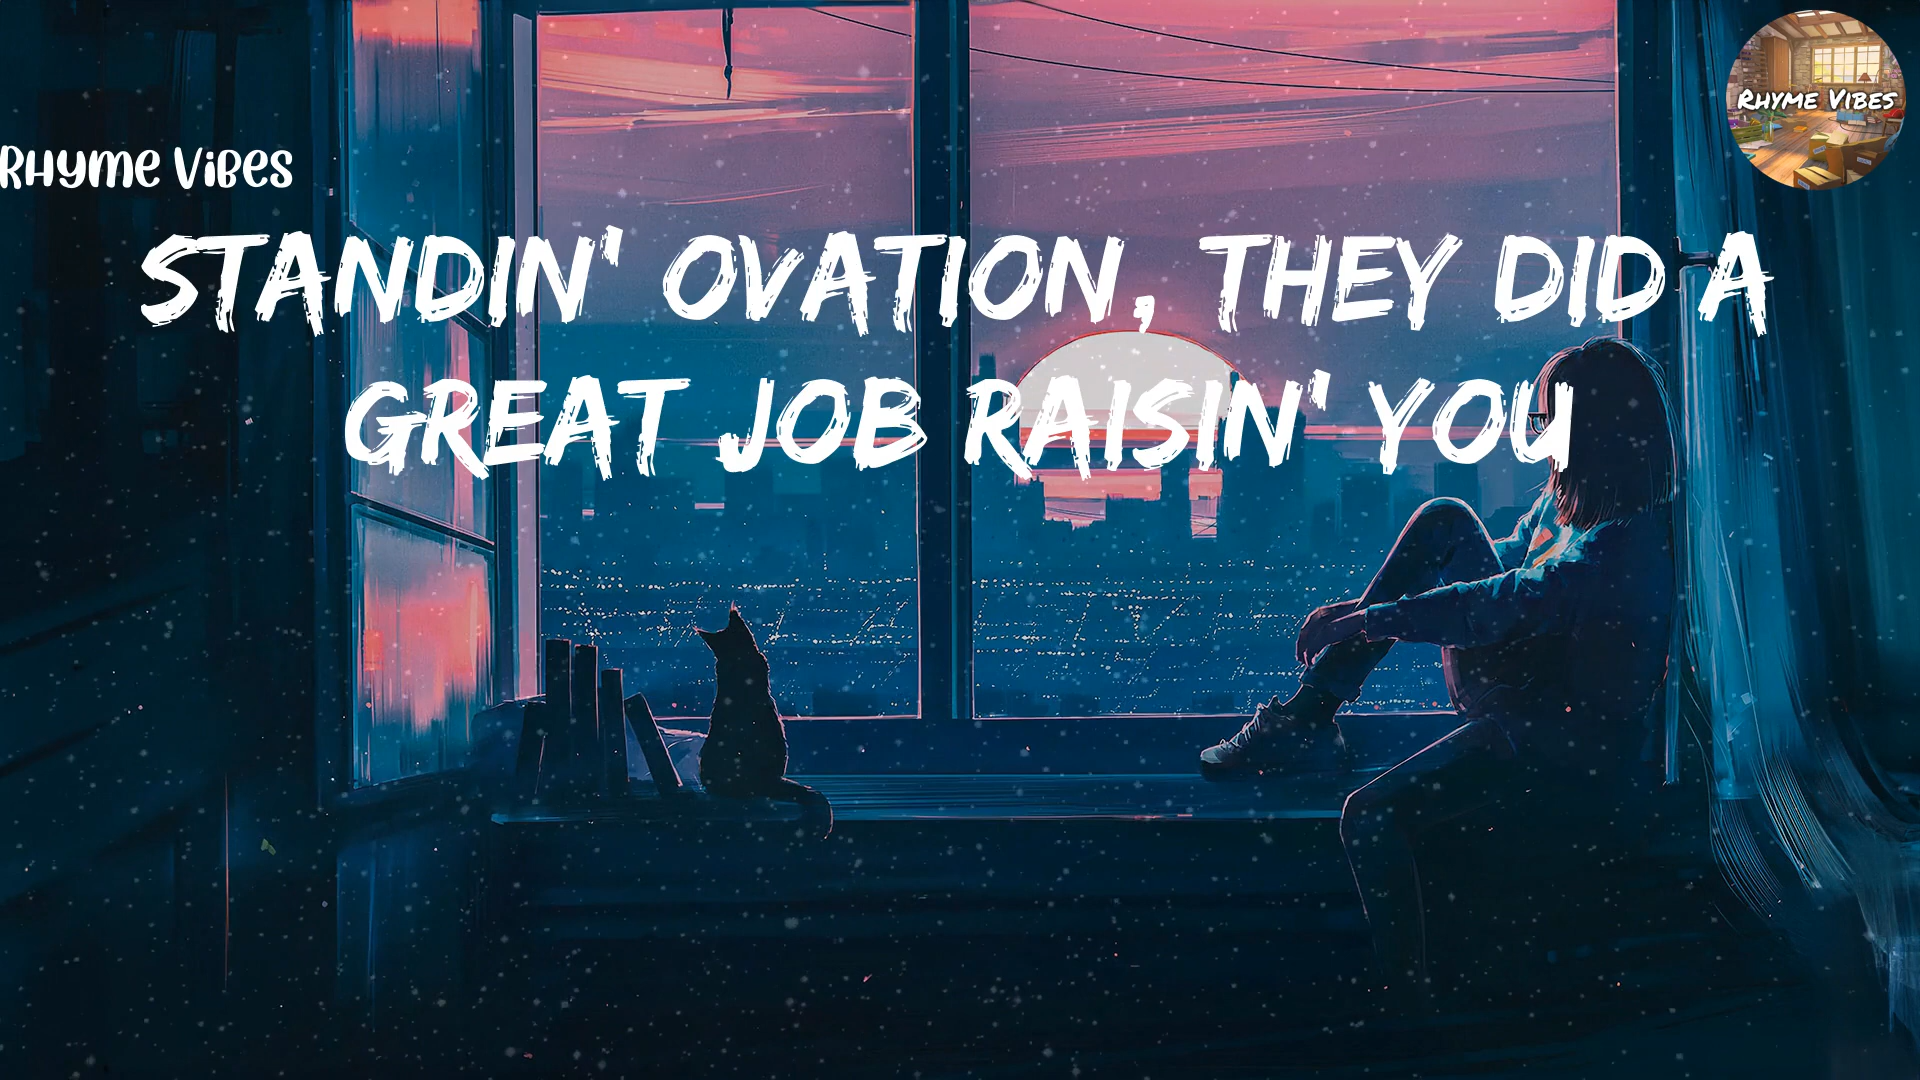 Rhyme Vibes
Rhyme Vibes
STANDIN' OVATION, THEY DID A
GREAT JOB RAISIN' YOU